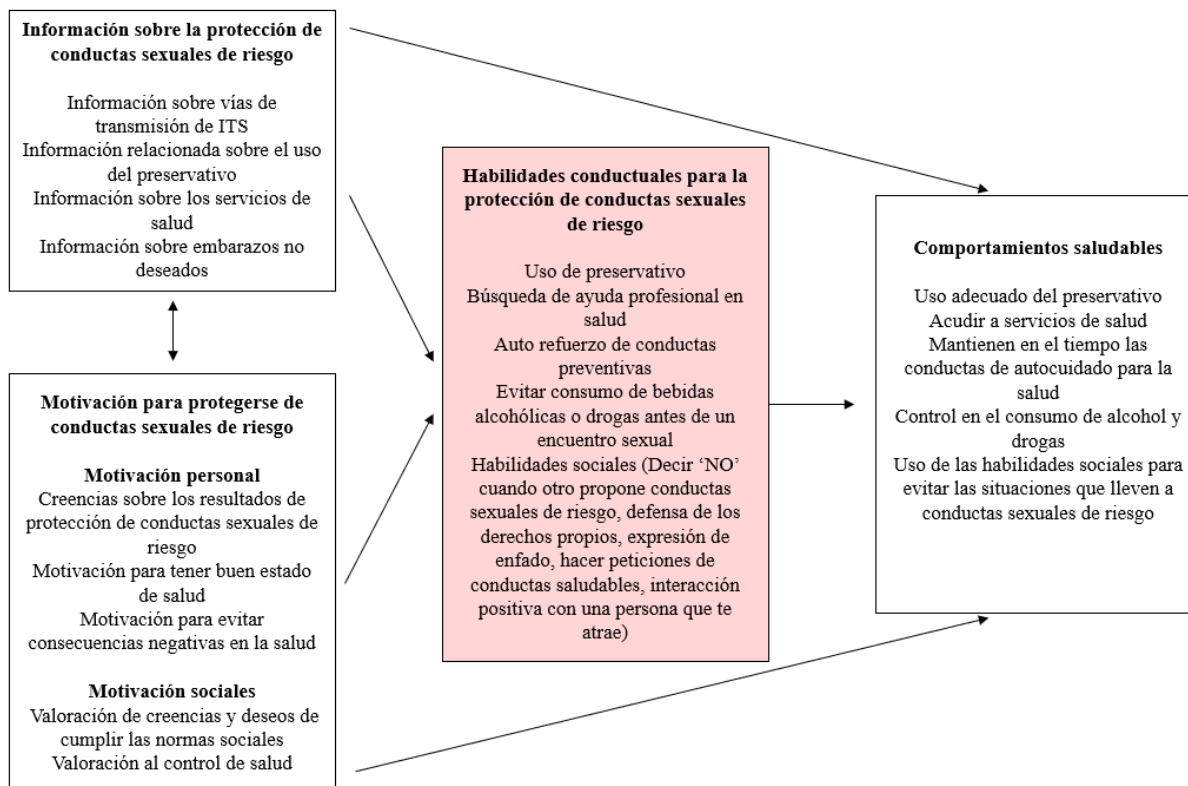 Información sobre la protección de
conductas sexuales de riesgo
Información sobre vías de
transmisión de ITS
Información relacionada sobre el uso
del preservativo
Información sobre los servicios de
salud
Información sobre embarazos no
deseados
Motivación para protegerse de
conductas sexuales de riesgo
Motivación personal
Creencias sobre los resultados de
protección de conductas sexuales de
riesgo
Motivación para tener buen estado
de salud
Motivación para evitar
consecuencias negativas en la salud
Motivación sociales
Valoración de creencias y deseos de
cumplir las normas sociales
Valoración al control de salud
Habilidades conductuales para la
protección de conductas sexuales
de riesgo
Uso de preservativo
Búsqueda de ayuda profesional en
salud
Auto refuerzo de conductas
preventivas
Evitar consumo de bebidas
alcohólicas o drogas antes de un
encuentro sexual
Habilidades sociales (Decir ‘NO’
cuando otro propone conductas
sexuales de riesgo, defensa de los
derechos propios, expresión de
enfado, hacer peticiones de
conductas saludables, interacción
positiva con una persona que te
atrae)
Comportamientos saludables
Uso adecuado del preservativo
Acudir a servicios de salud
Mantienen en el tiempo las
conductas de autocuidado para la
salud
Control en el consumo de alcohol y
drogas
Uso de las habilidades sociales para
evitar las situaciones que lleven a
conductas sexuales de riesgo